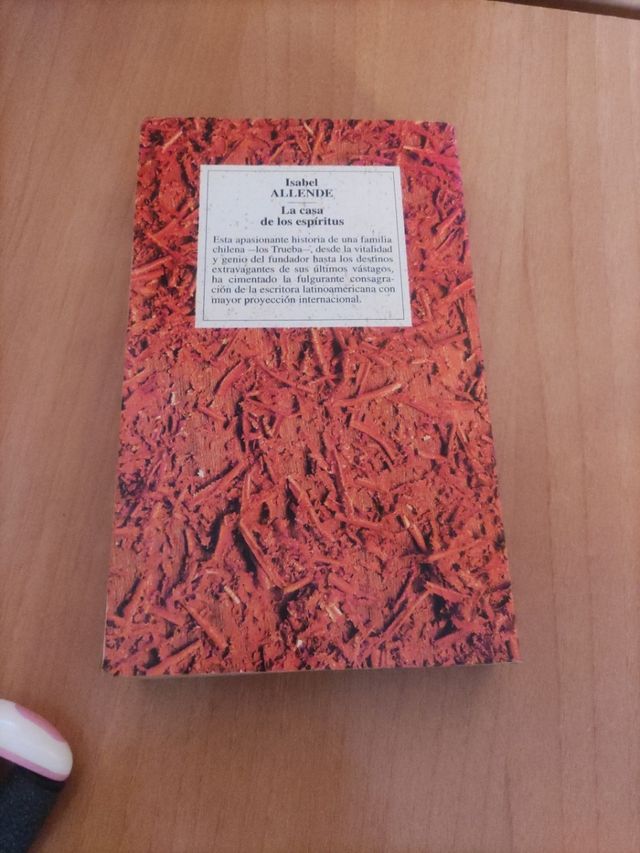 Isabel
ALLENDE
La casa
de los espíritus
Esta apasionante historia de una familia
chilena —los Trueba—, desde la vitalidad
y genio del fundador hasta los destinos
extravagantes de sus últimos vástagos,
ha cimentado la fulgurante consagra-
ción de la escritora latinoamericana con
mayor proyección internacional.